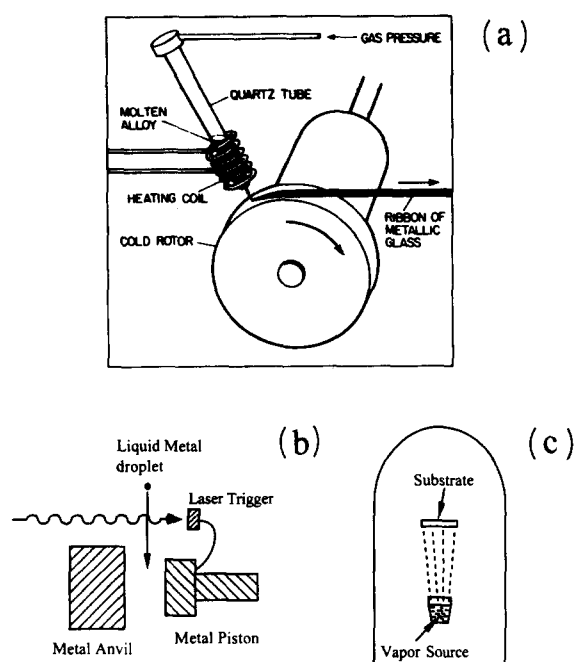 (a)
GAS PRESSURE
QUARTZ TUBE
MOLTEN
ALLOY
HEATING COIL
COLD ROTOR
RIBBON OF
METALLIC
GLASS
(b)
Liquid Metal
droplet
Laser Trigger
Metal Anvil
Metal Piston
(c)
Substrate
Vapor Source